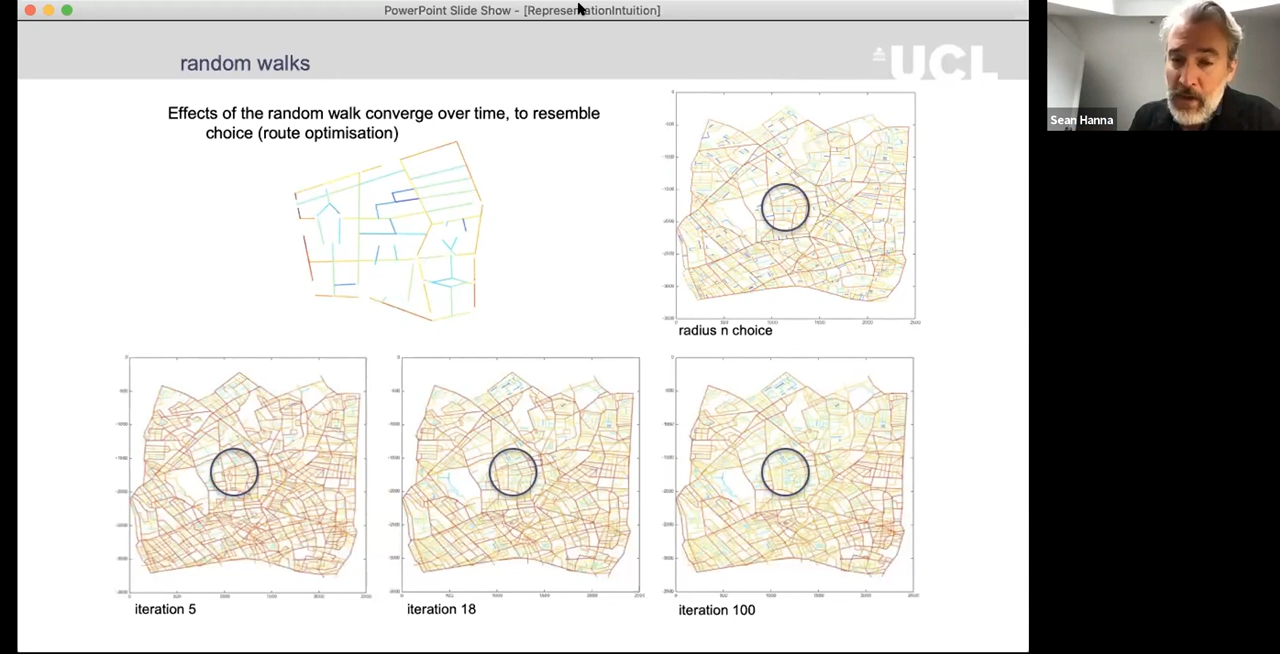 PowerPoint Slide Show - [RepresentationIntuition]
random walks
UCL
Sean Hanna
Effects of the random walk converge over time, to resemble
choice (route optimisation)
radius n choice
iteration 5
iteration 18
iteration 100